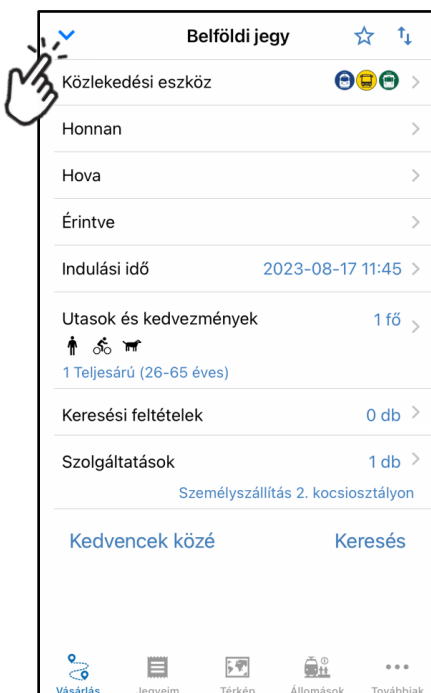 Belföldi jegy
Közlekedési eszköz
Honnan
Hova
Érintve
Indulási idő 2023-08-17 11:45
Utasok és kedvezmények 1 fő
1 Teljesárú (26-65 éves)
Keresési feltételek 0 db
Szolgáltatások 1 db
Személyszállítás 2. kocsiosztályon
Kedvencek közé Keresés
Vásárlás Jegyeim Térkép Állomások Továbbiak